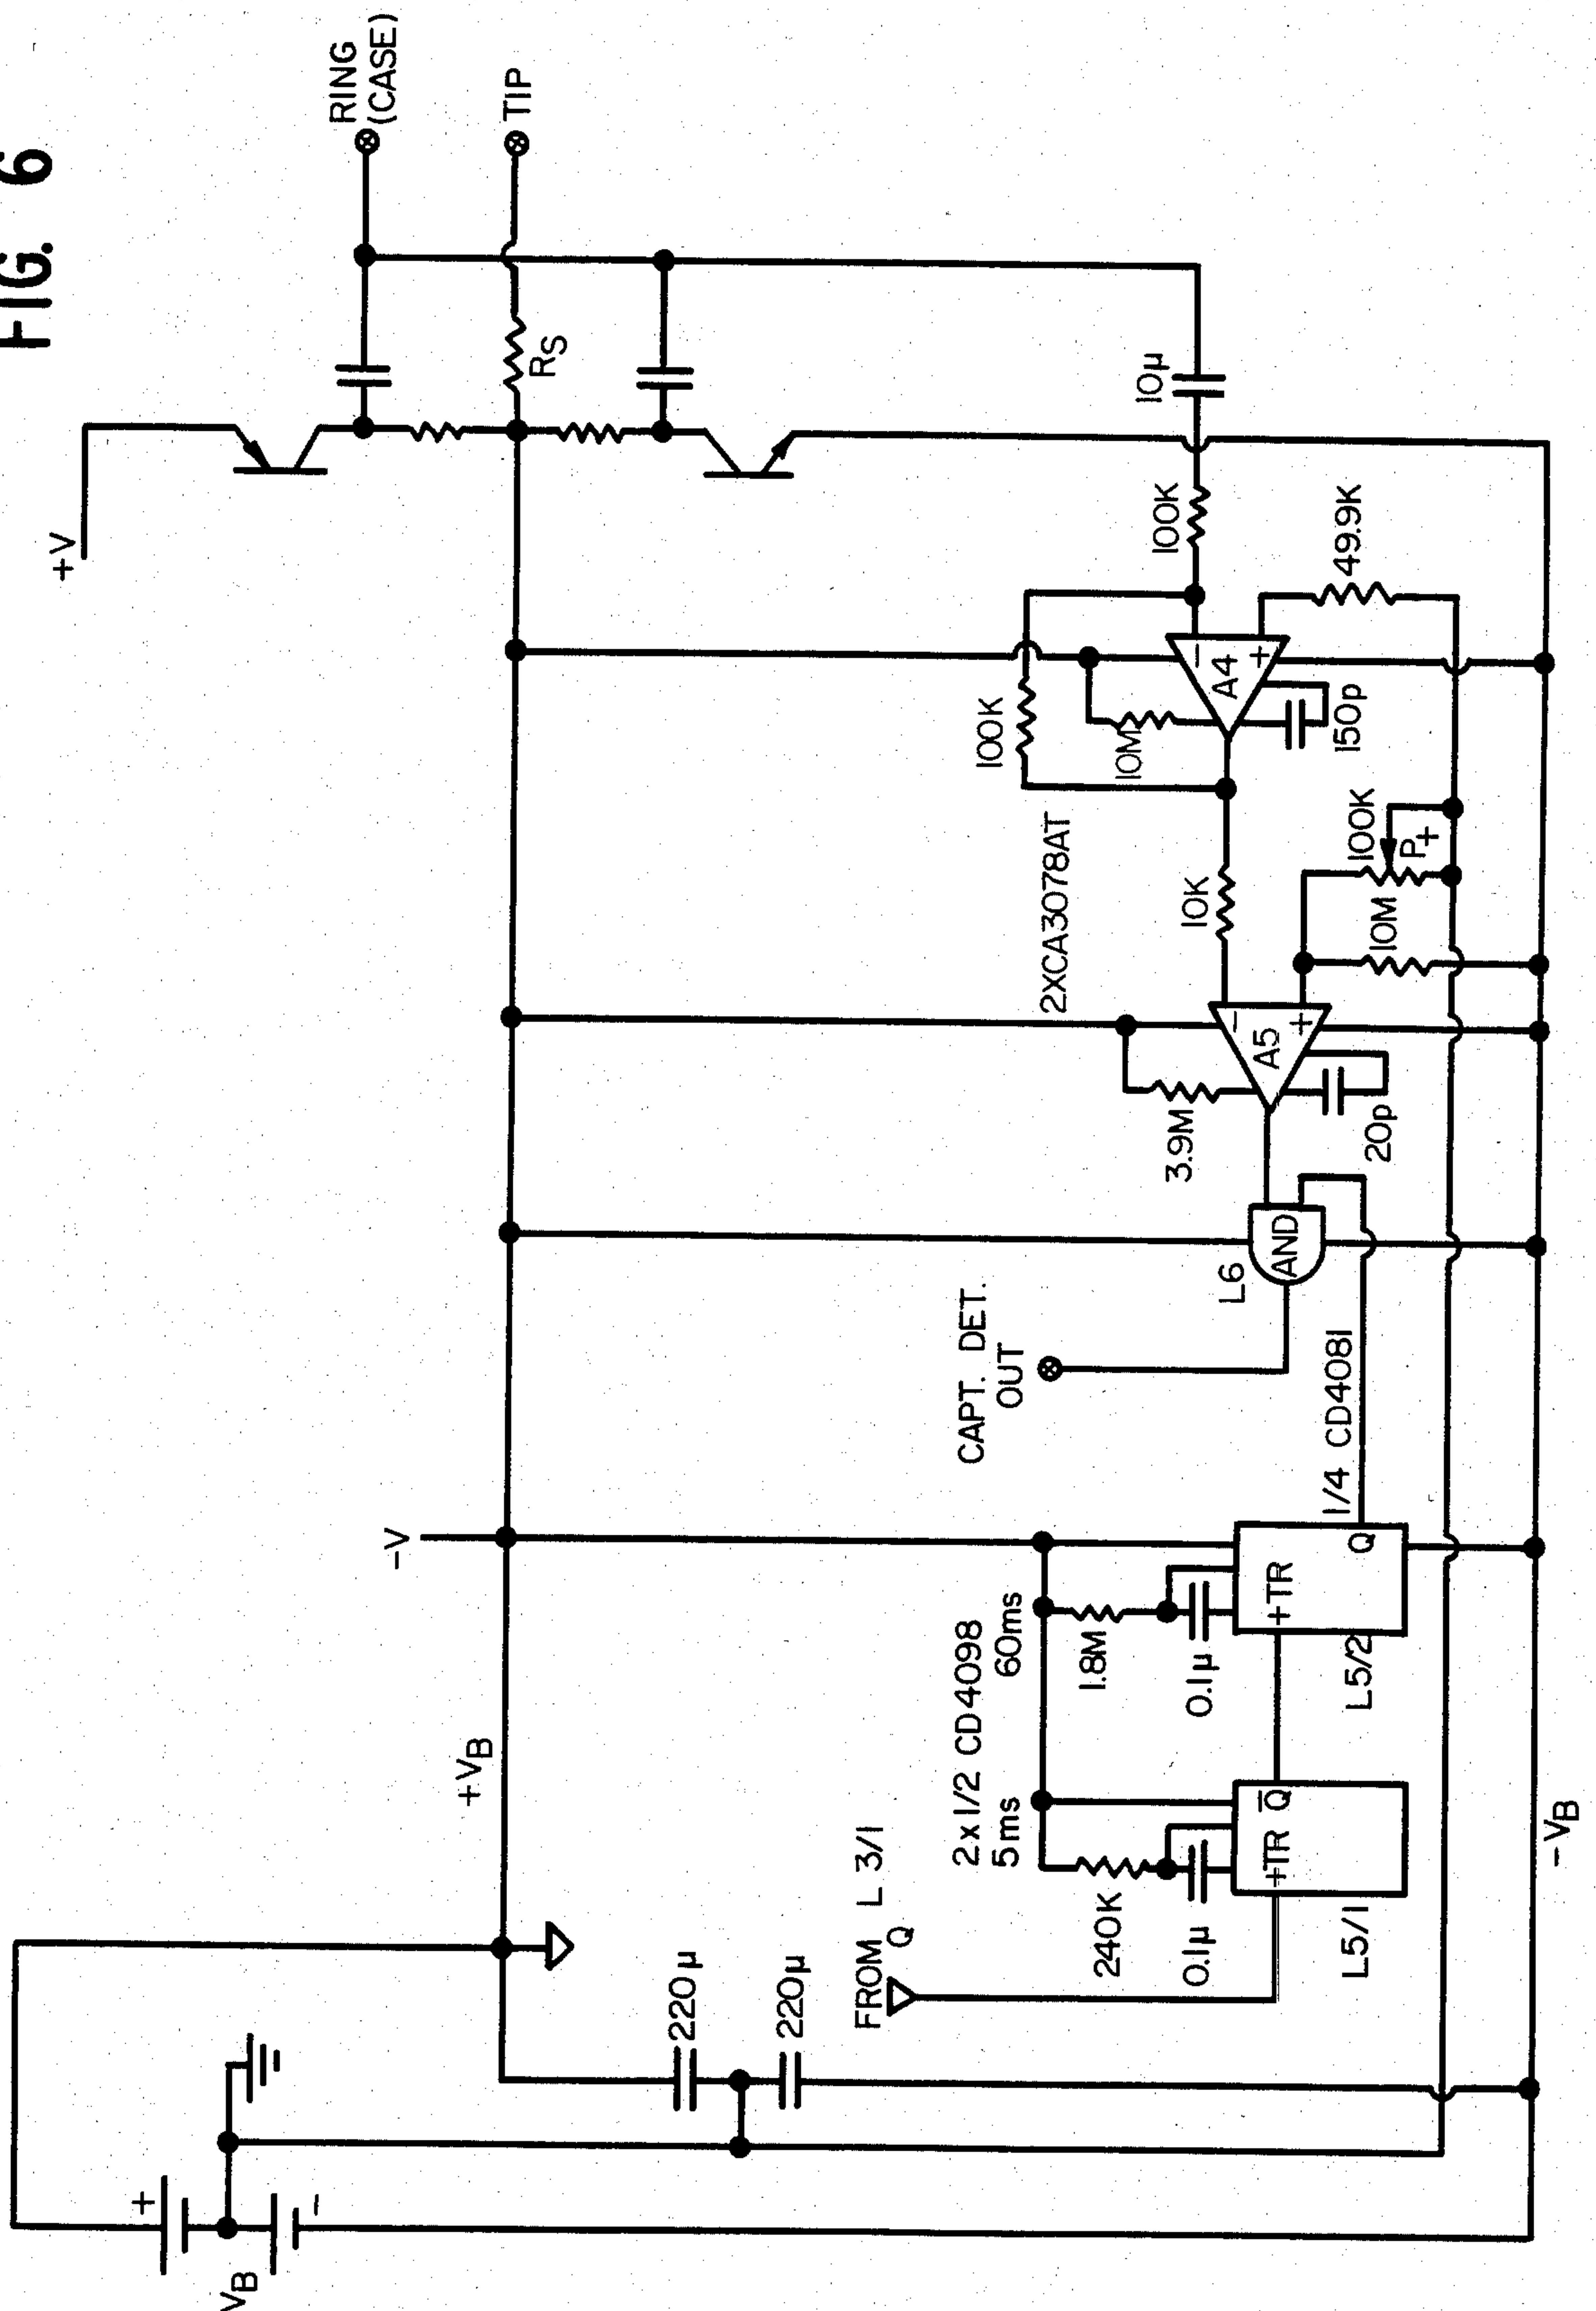 FIG. 6
RING
(CASE)
TIP
+V
RS
10μ
100K
49.9K
100K
10M
−
+
A4
150p
2XCA3078AT
10K
100K
P+
10M
−
+
A5
3.9M
20p
AND
L6
CAPT. DET.
OUT
1/4 CD4081
−V
2 x 1/2 CD4098
60ms
1.8M
0.1μ
+TR
Q
L5/2
5ms
240K
0.1μ
+TR
Q̅
L5/1
+VB
−VB
FROM L 3/1
Q
220μ
220μ
+
−
VB